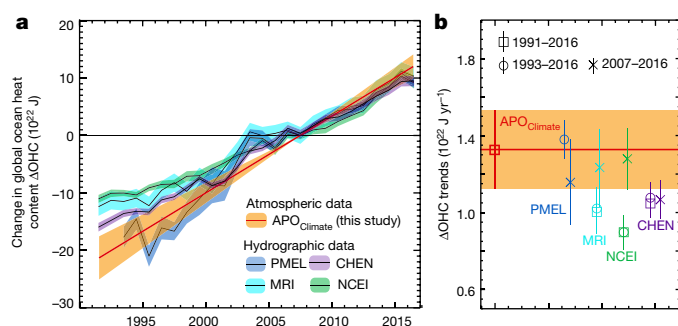 a
Change in global ocean heat
content ΔOHC (10²² J)
20
10
0
−10
−20
−30
1995
2000
2005
2010
2015
Atmospheric data
APO_Climate (this study)
Hydrographic data
PMEL
CHEN
MRI
NCEI
b
ΔOHC trends (10²² J yr⁻¹)
1.8
1.4
1.0
0.6
1991–2016
1993–2016
2007–2016
APO_Climate
PMEL
MRI
NCEI
CHEN